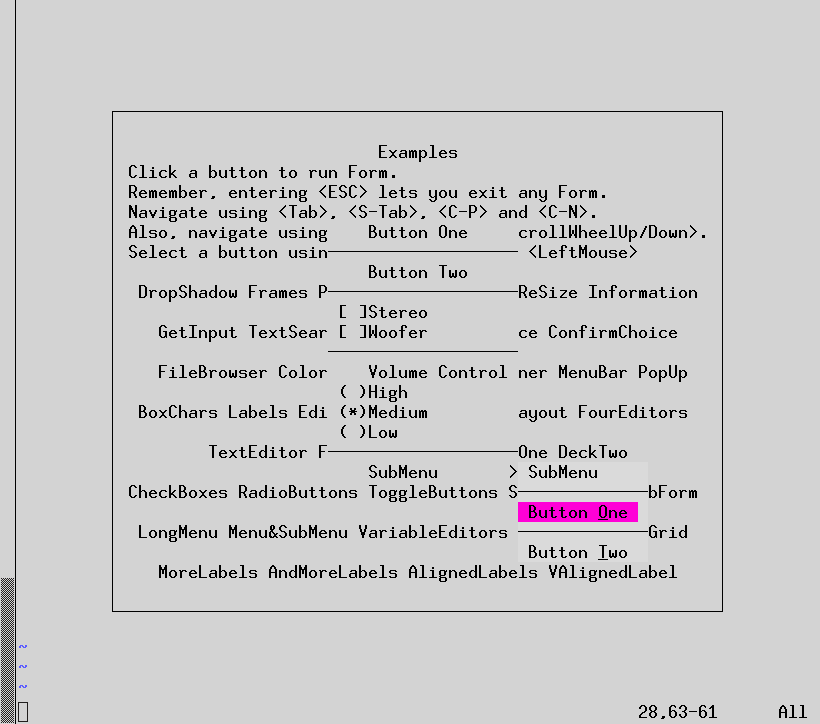 Examples
Click a button to run Form.
Remember, entering <ESC> lets you exit any Form.
Navigate using <Tab>, <S-Tab>, <C-P> and <C-N>.
Also, navigate using    Button One    crollWheelUp/Down>.
Select a button usin    <LeftMouse>
Button Two
DropShadow Frames P    ReSize Information
[ ]Stereo
GetInput TextSear [ ]Woofer    ce ConfirmChoice
FileBrowser Color    Volume Control ner MenuBar PopUp
( )High
BoxChars Labels Edi (*)Medium    ayout FourEditors
( )Low
TextEditor F    One DeckTwo
SubMenu    > SubMenu
CheckBoxes RadioButtons ToggleButtons S    bForm
Button One
LongMenu Menu&SubMenu VariableEditors    Grid
Button Two
MoreLabels AndMoreLabels AlignedLabels VAlignedLabel
~
~
~
28,63-61    All